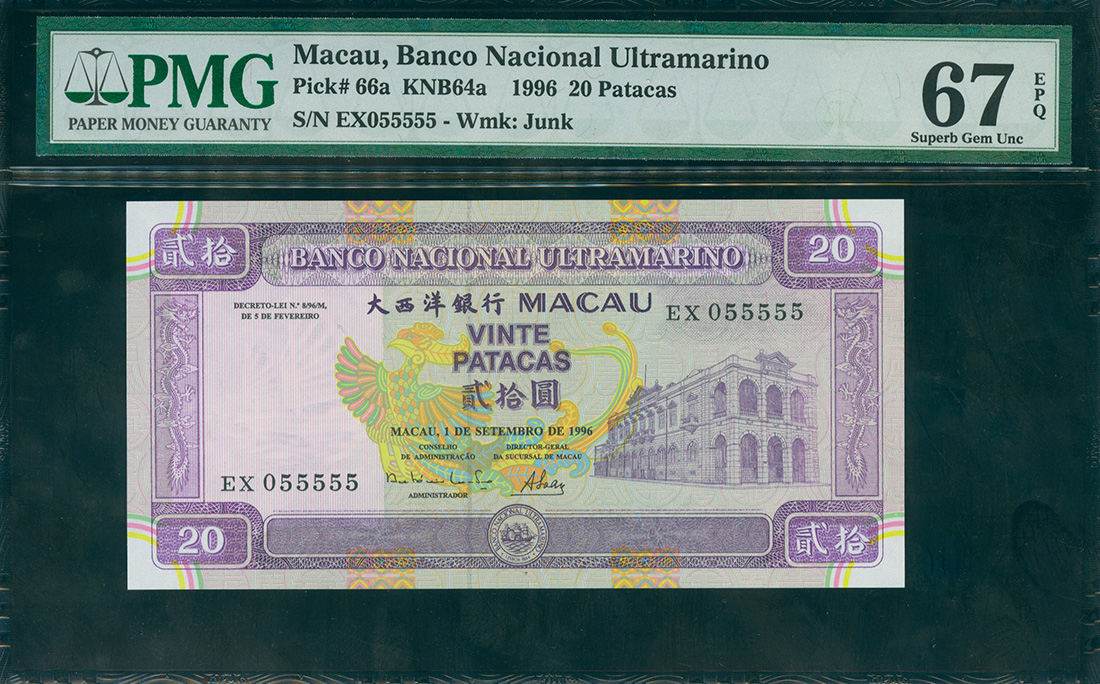 PMG
PAPER MONEY GUARANTY
Macau, Banco Nacional Ultramarino
Pick# 66a KNB64a 1996 20 Patacas
S/N EX055555 - Wmk: Junk
67
EPQ
Superb Gem Unc
貳拾
BANCO NACIONAL ULTRAMARINO
20
DECRETO-LEI N.º 8/96/M,
DE 5 DE FEVEREIRO
大西洋銀行 MACAU
EX 055555
VINTE
PATACAS
貳拾圓
MACAU, 1 DE SETEMBRO DE 1996
CONSELHO
DE ADMINISTRAÇÃO
DIRECTOR-GERAL
DA SUCURSAL DE MACAU
EX 055555
ADMINISTRADOR
20
貳拾